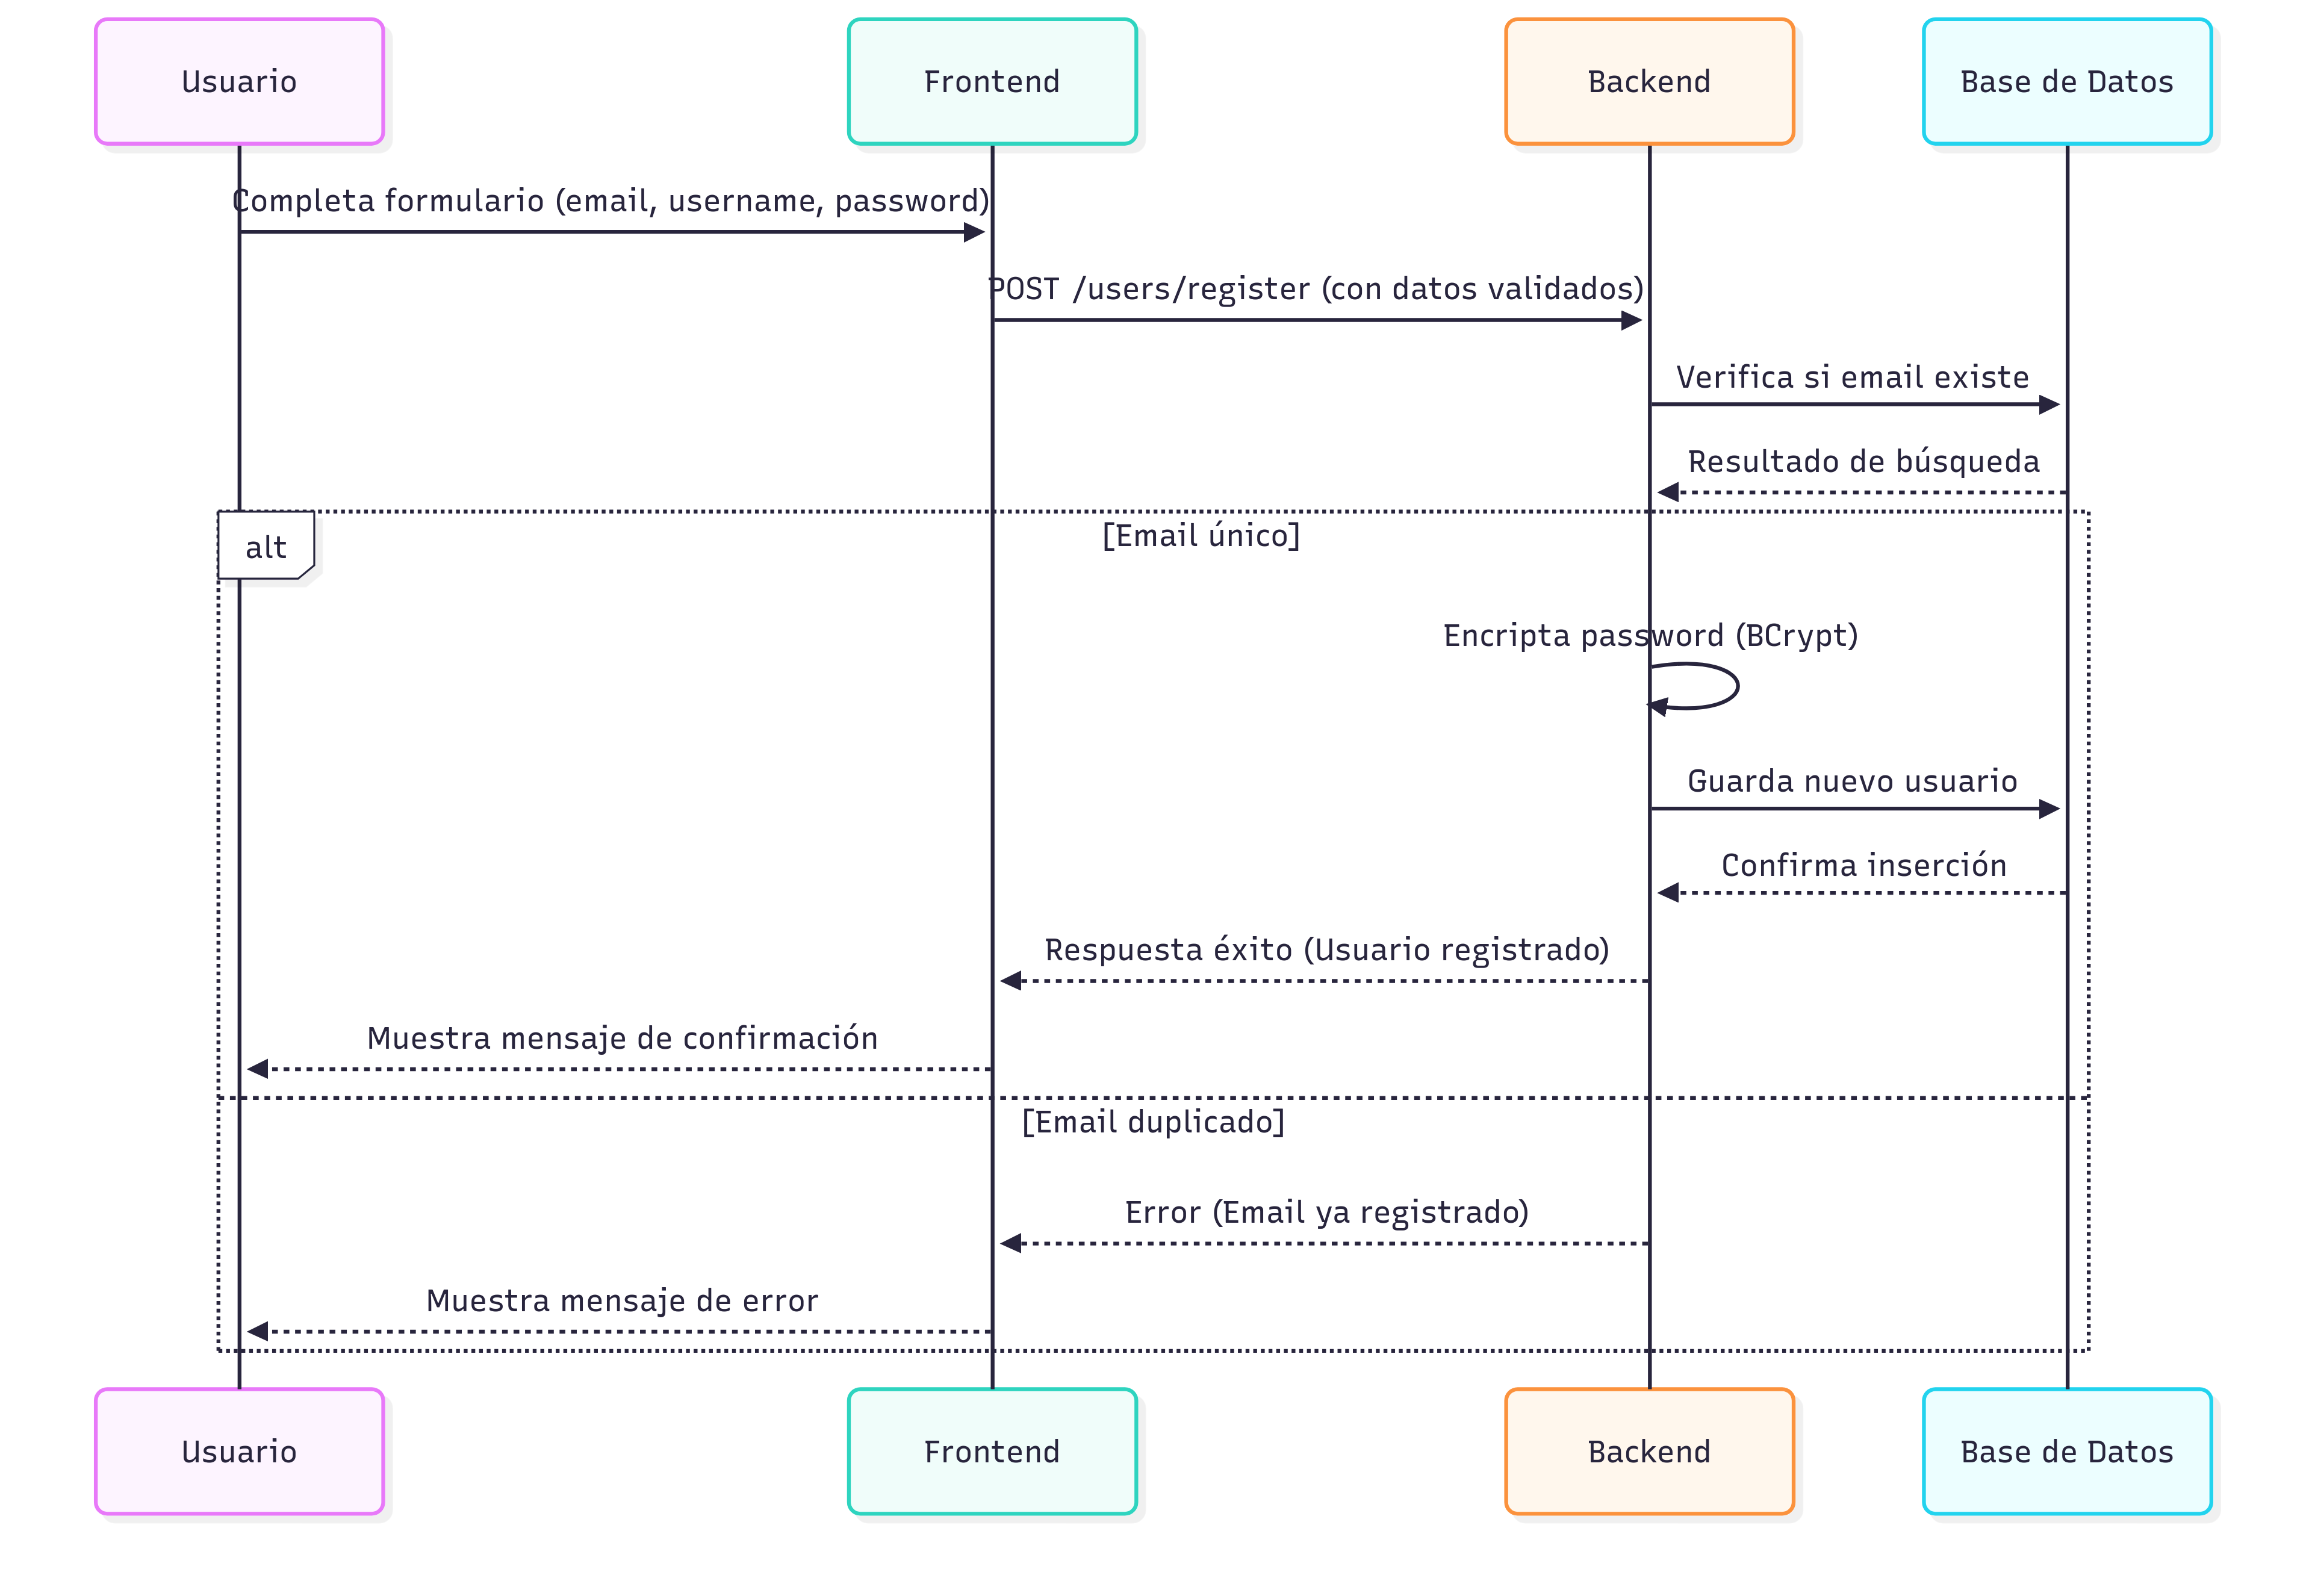 Usuario
Frontend
Backend
Base de Datos
Completa formulario (email, username, password)
POST /users/register (con datos validados)
Verifica si email existe
Resultado de búsqueda
alt
[Email único]
Encripta password (BCrypt)
Guarda nuevo usuario
Confirma inserción
Respuesta éxito (Usuario registrado)
Muestra mensaje de confirmación
[Email duplicado]
Error (Email ya registrado)
Muestra mensaje de error
Usuario
Frontend
Backend
Base de Datos